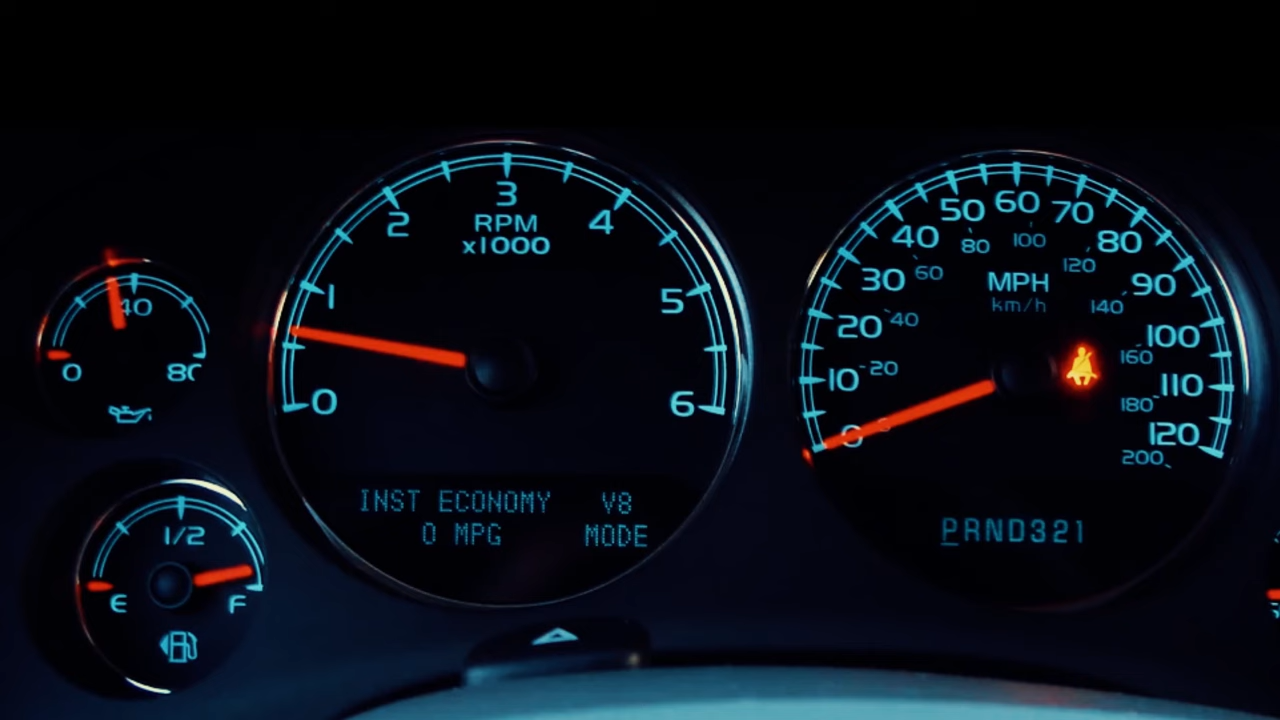 40
0 80
1/2
E F
3
2 4
RPM
x1000
1 5
0 6
INST ECONOMY V8
0 MPG MODE
60
50 70
40 80
30 90
20 100
10 110
0 120
MPH
km/h
100
80 120
60 140
40 160
20 180
200
PRND321